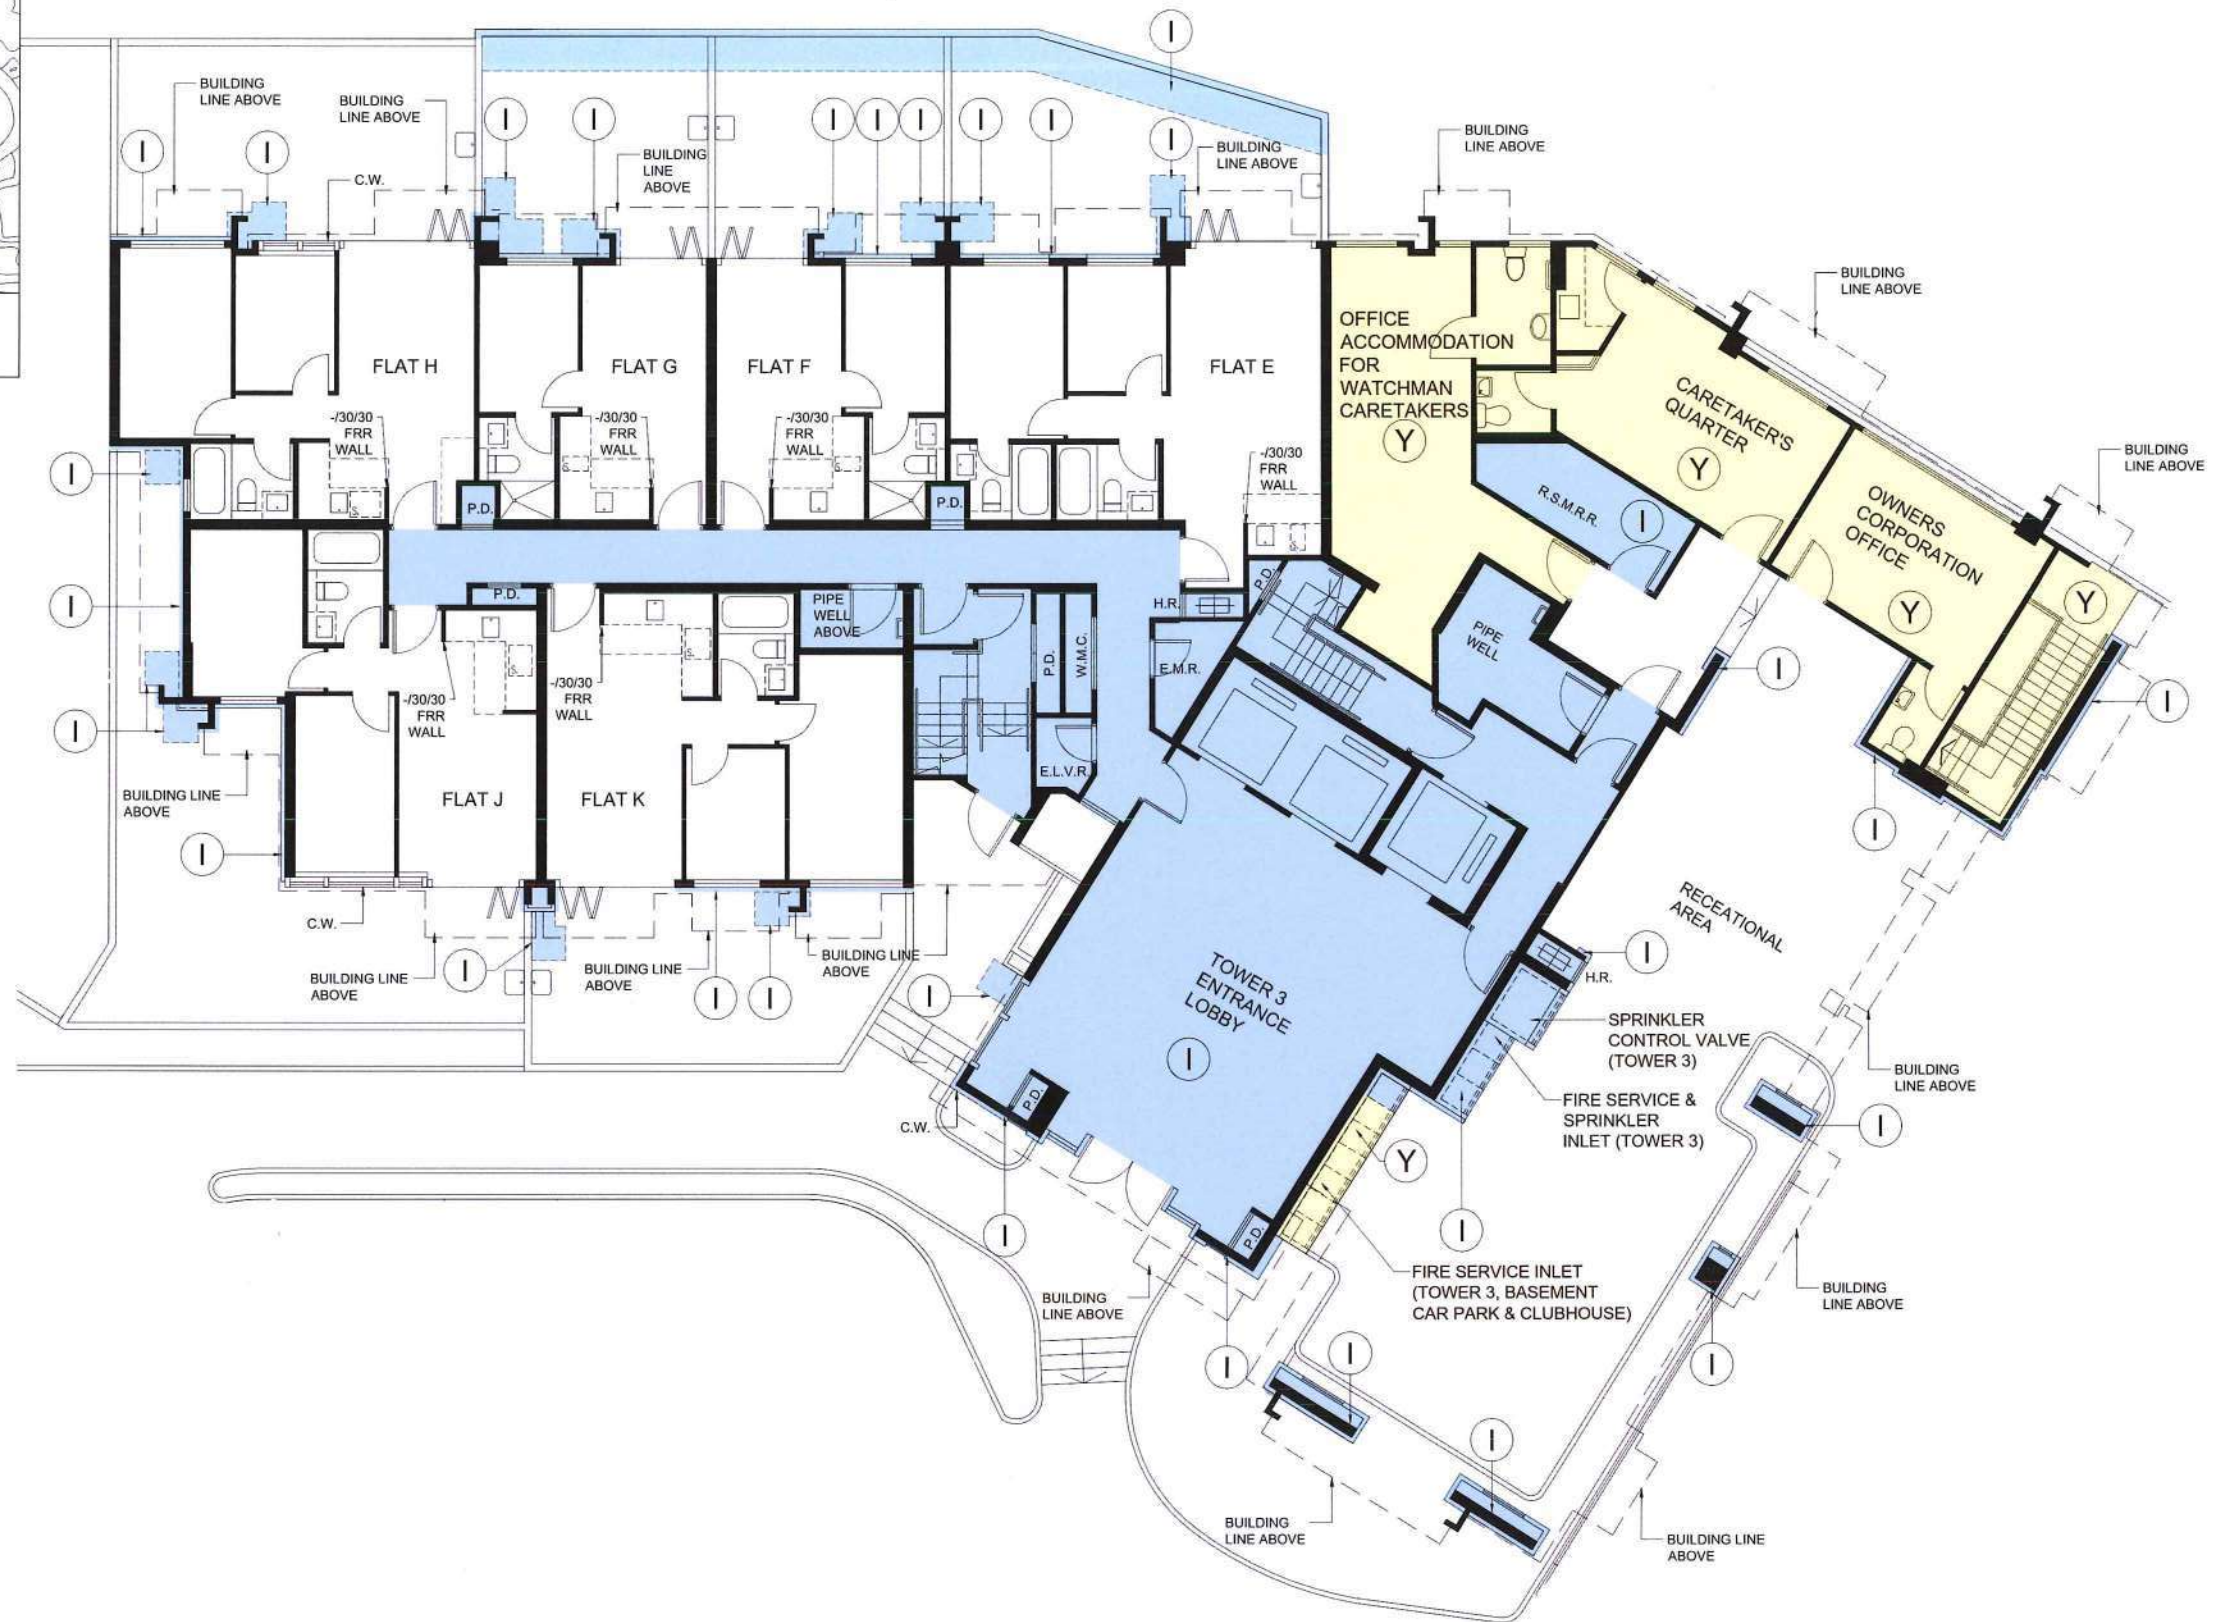 I
BUILDING
LINE ABOVE
BUILDING
LINE ABOVE
I
I
I
I
I
I
I
I
BUILDING
LINE ABOVE
I
I
BUILDING
LINE
ABOVE
I
BUILDING
LINE ABOVE
C.W.
BUILDING
LINE ABOVE
OFFICE
ACCOMMODATION
FOR
WATCHMAN
CARETAKERS
Y
FLAT H
FLAT G
FLAT F
FLAT E
CARETAKER'S
QUARTER
Y
-/30/30
FRR
WALL
-/30/30
FRR
WALL
-/30/30
FRR
WALL
-/30/30
FRR
WALL
BUILDING
LINE ABOVE
I
S.
S.
S.
S.
P.D.
P.D.
R.S.M.R.R.
I
OWNERS
CORPORATION
OFFICE
Y
Y
I
P.D.
PIPE
WELL
ABOVE
P.D.
H.R.
P.D.
W.M.C.
E.M.R.
PIPE
WELL
I
I
S.
S.
-/30/30
FRR
WALL
-/30/30
FRR
WALL
I
E.L.V.R.
BUILDING LINE
ABOVE
FLAT J
FLAT K
I
I
C.W.
BUILDING LINE
ABOVE
I
BUILDING LINE
ABOVE
I
I
BUILDING LINE
ABOVE
I
TOWER 3
ENTRANCE
LOBBY
I
RECEATIONAL
AREA
I
H.R.
SPRINKLER
CONTROL VALVE
(TOWER 3)
BUILDING
LINE ABOVE
FIRE SERVICE &
SPRINKLER
INLET (TOWER 3)
I
P.D.
C.W.
Y
I
I
P.D.
FIRE SERVICE INLET
(TOWER 3, BASEMENT
CAR PARK & CLUBHOUSE)
BUILDING
LINE ABOVE
BUILDING
LINE ABOVE
I
I
I
I
BUILDING
LINE ABOVE
BUILDING LINE
ABOVE